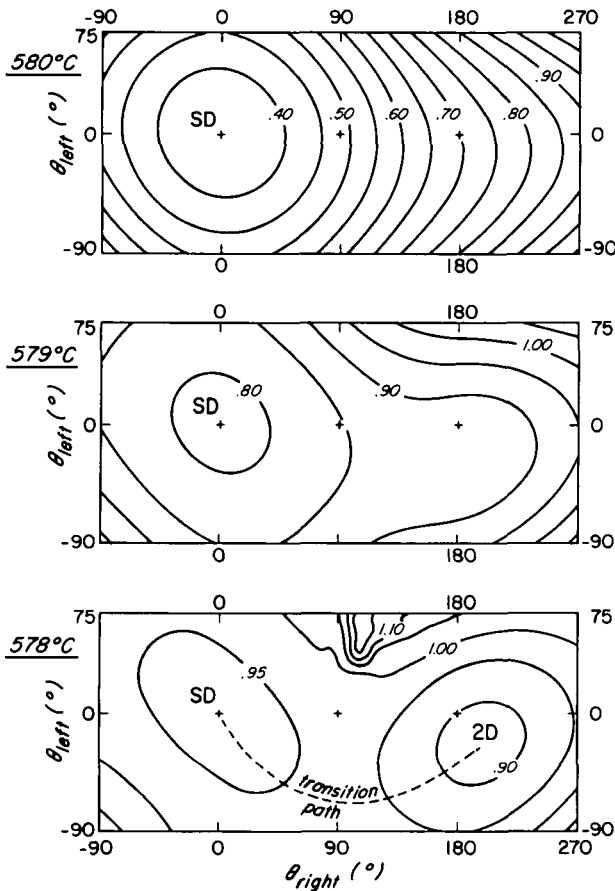 -90 0 90 180 270
580°C
75
θleft (°)
0
-90
SD
.40 .50 .60 .70 .80 .90
0
-90
0 180
0 180
579°C
75
θleft (°)
0
-90
SD
.80 .90 1.00
75
0
-90
0 180
0 180
578°C
75
θleft (°)
0
-90
SD
.95
1.10
1.00
2D
.90
transition
path
75
0
-90
-90 0 90 180 270
θright (°)